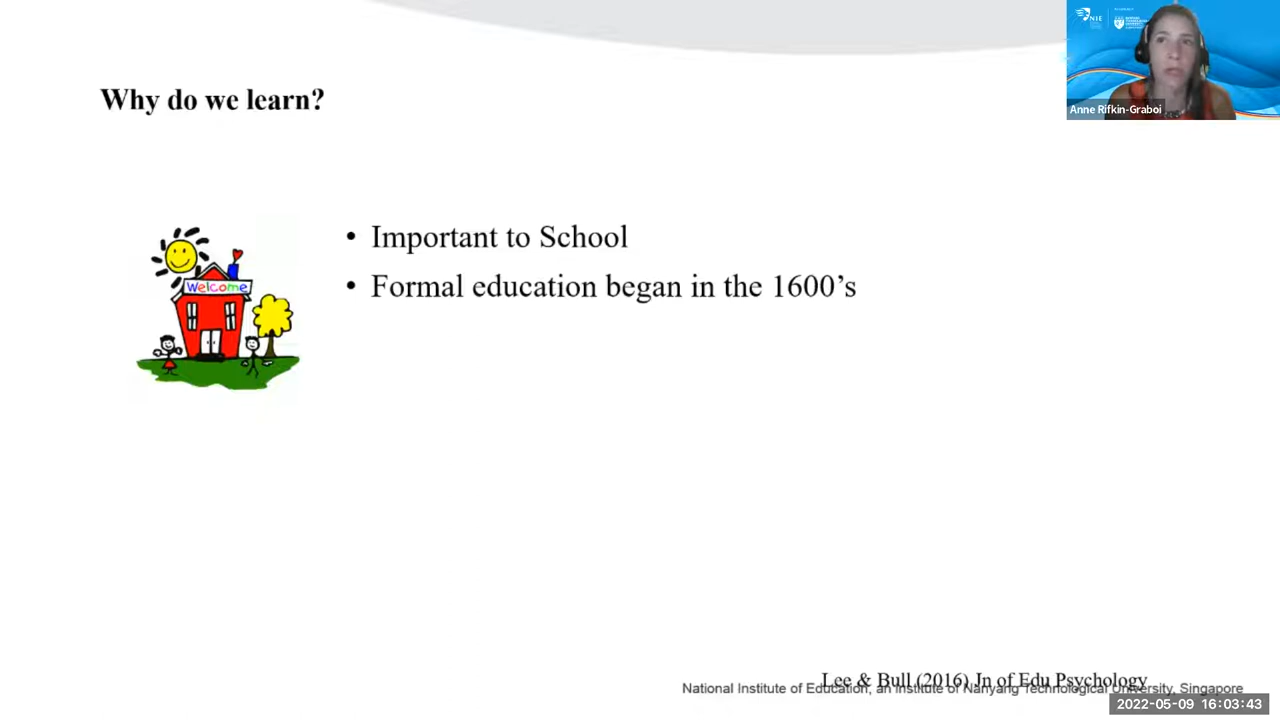 NIE
Anne Rifkin-Graboi
Why do we learn?
• Important to School
• Formal education began in the 1600’s
Welcome
Lee & Bull (2016) Jn of Edu Psychology
National Institute of Education, an Institute of Nanyang Technological University, Singapore
2022-05-09 16:03:43